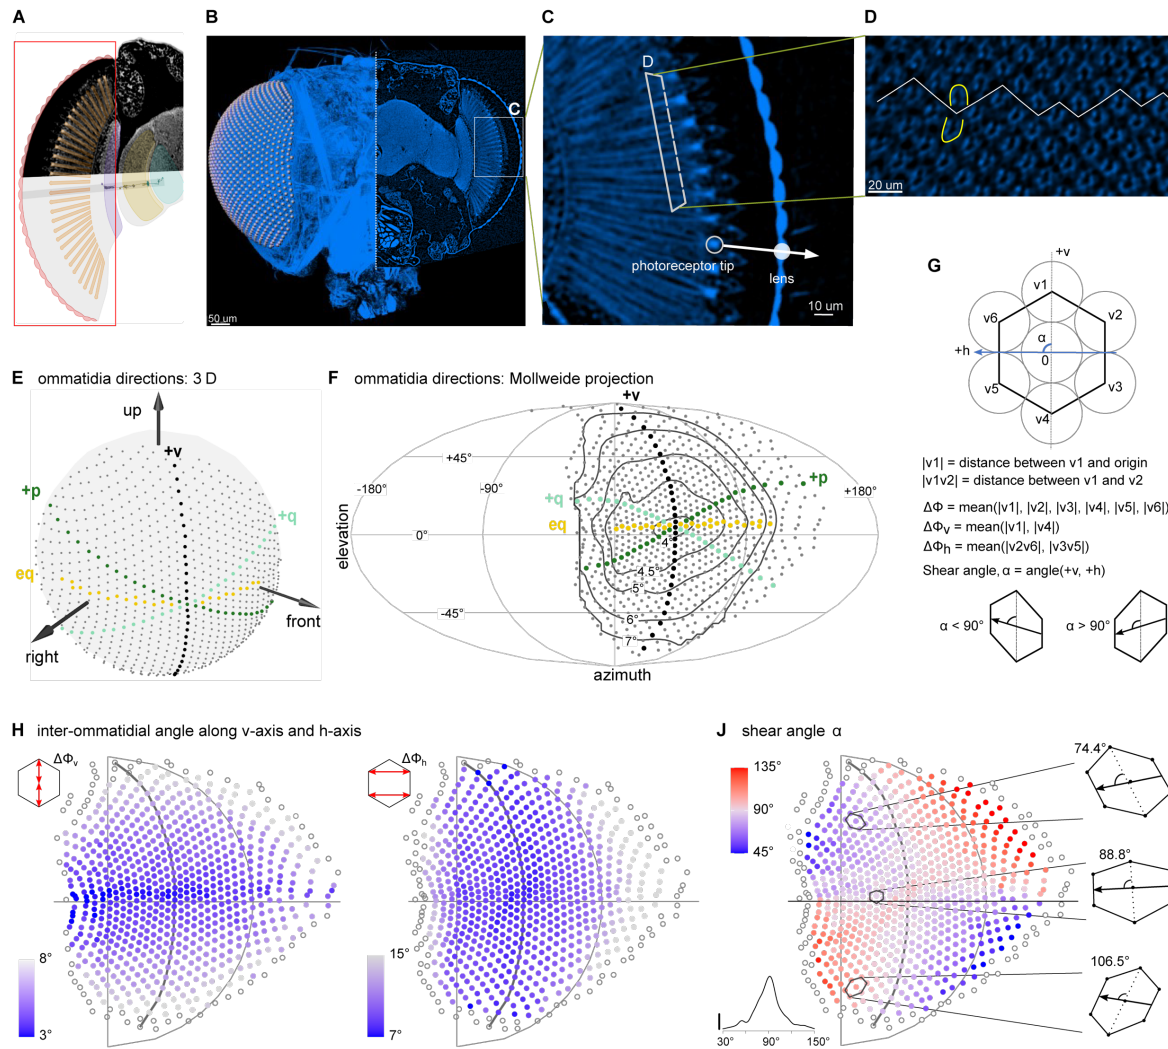 A
B
C
50 um
C
D
photoreceptor tip
lens
10 um
D
20 um
E ommatidia directions: 3 D
up
+v
+p
+q
eq
front
right
F ommatidia directions: Mollweide projection
+v
+45°
-180°
-90°
+180°
+p
+q
eq
elevation
0°
4°
4.5°
5°
-45°
6°
7°
azimuth
G
+v
v1
v6
v2
α
+h
0
v5
v3
v4
|v1| = distance between v1 and origin
|v1v2| = distance between v1 and v2
ΔΦ = mean(|v1|, |v2|, |v3|, |v4|, |v5|, |v6|)
ΔΦv = mean(|v1|, |v4|)
ΔΦh = mean(|v2v6|, |v3v5|)
Shear angle, α = angle(+v, +h)
α < 90°
α > 90°
H inter-ommatidial angle along v-axis and h-axis
ΔΦv
8°
3°
ΔΦh
15°
7°
J shear angle α
135°
90°
45°
74.4°
88.8°
106.5°
30° 90° 150°